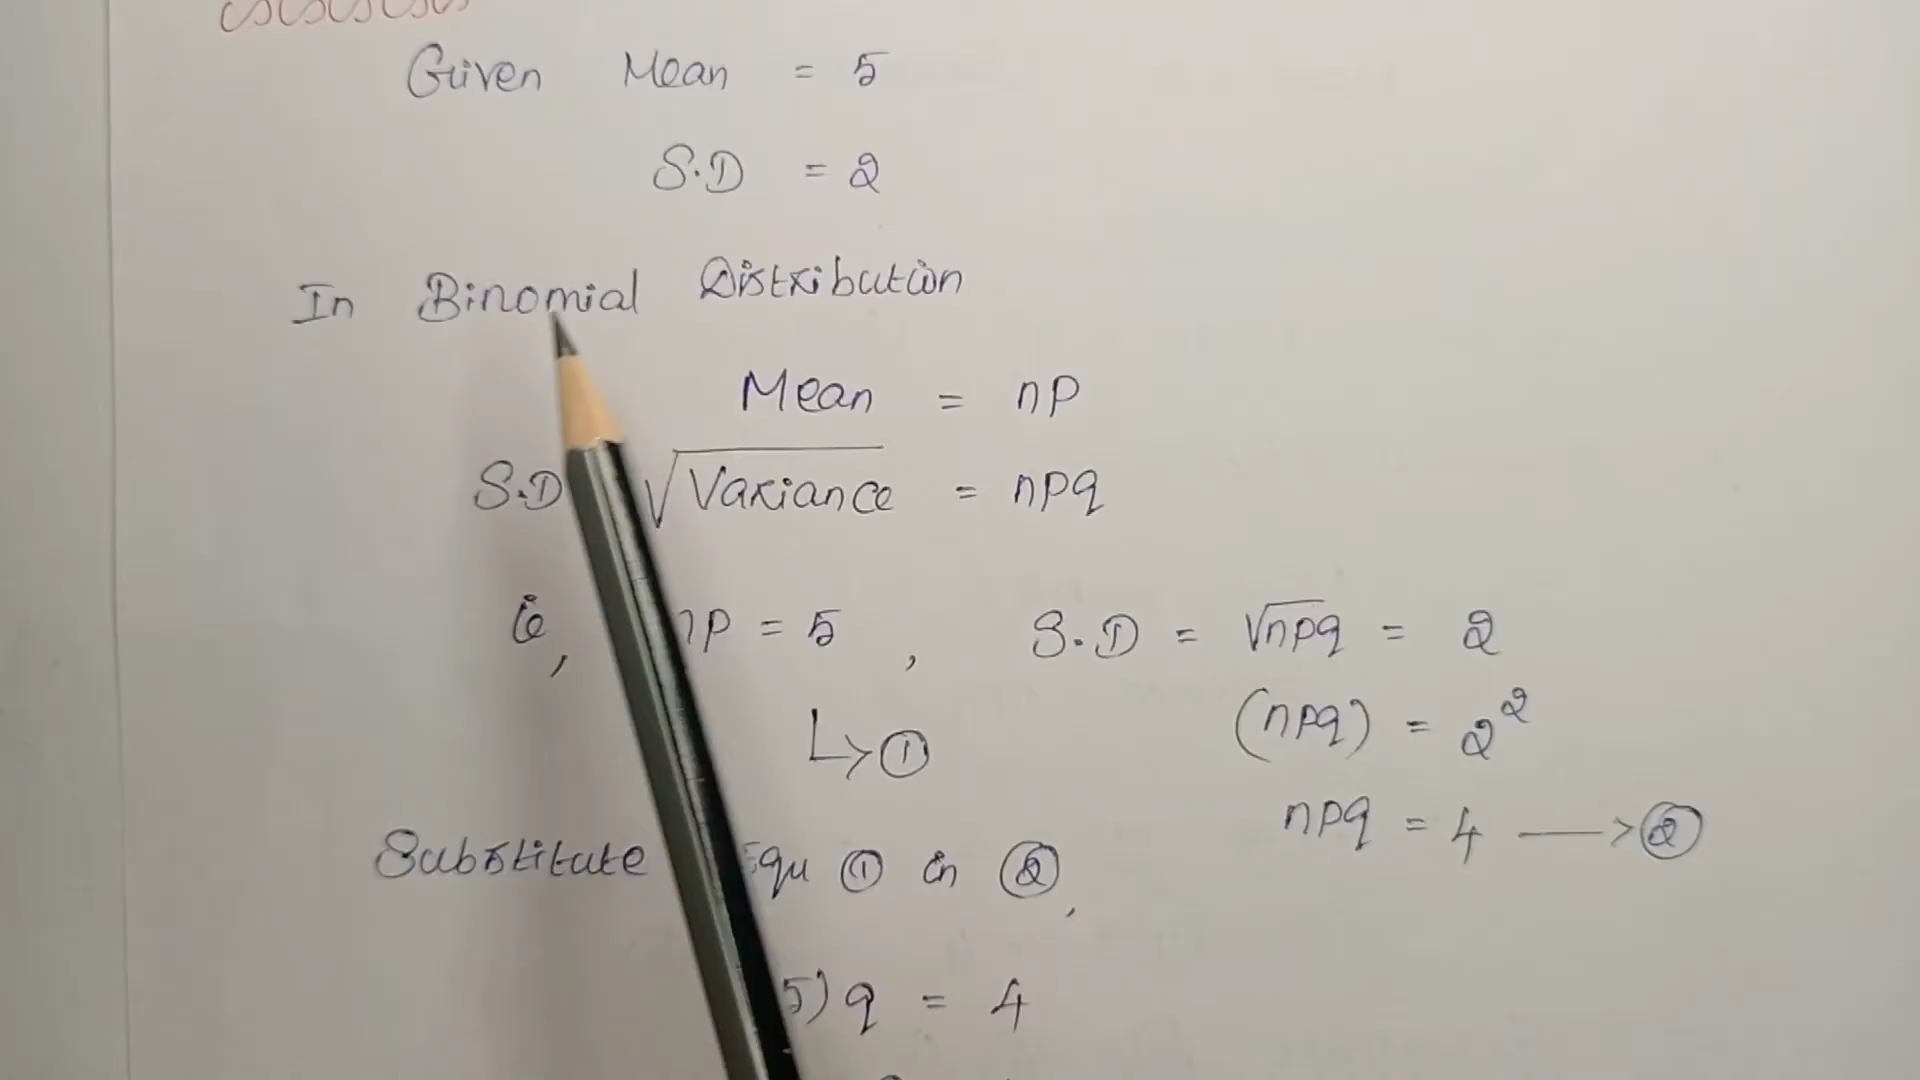 Given Mean = 5
S.D = 2
In Binomial Distribution
Mean = np
S.D √Variance = npq
ie, np = 5 , S.D = √npq = 2
↳ ① (npq) = 2²
npq = 4 → ②
Substitute Equ ① in ②,
5) q = 4